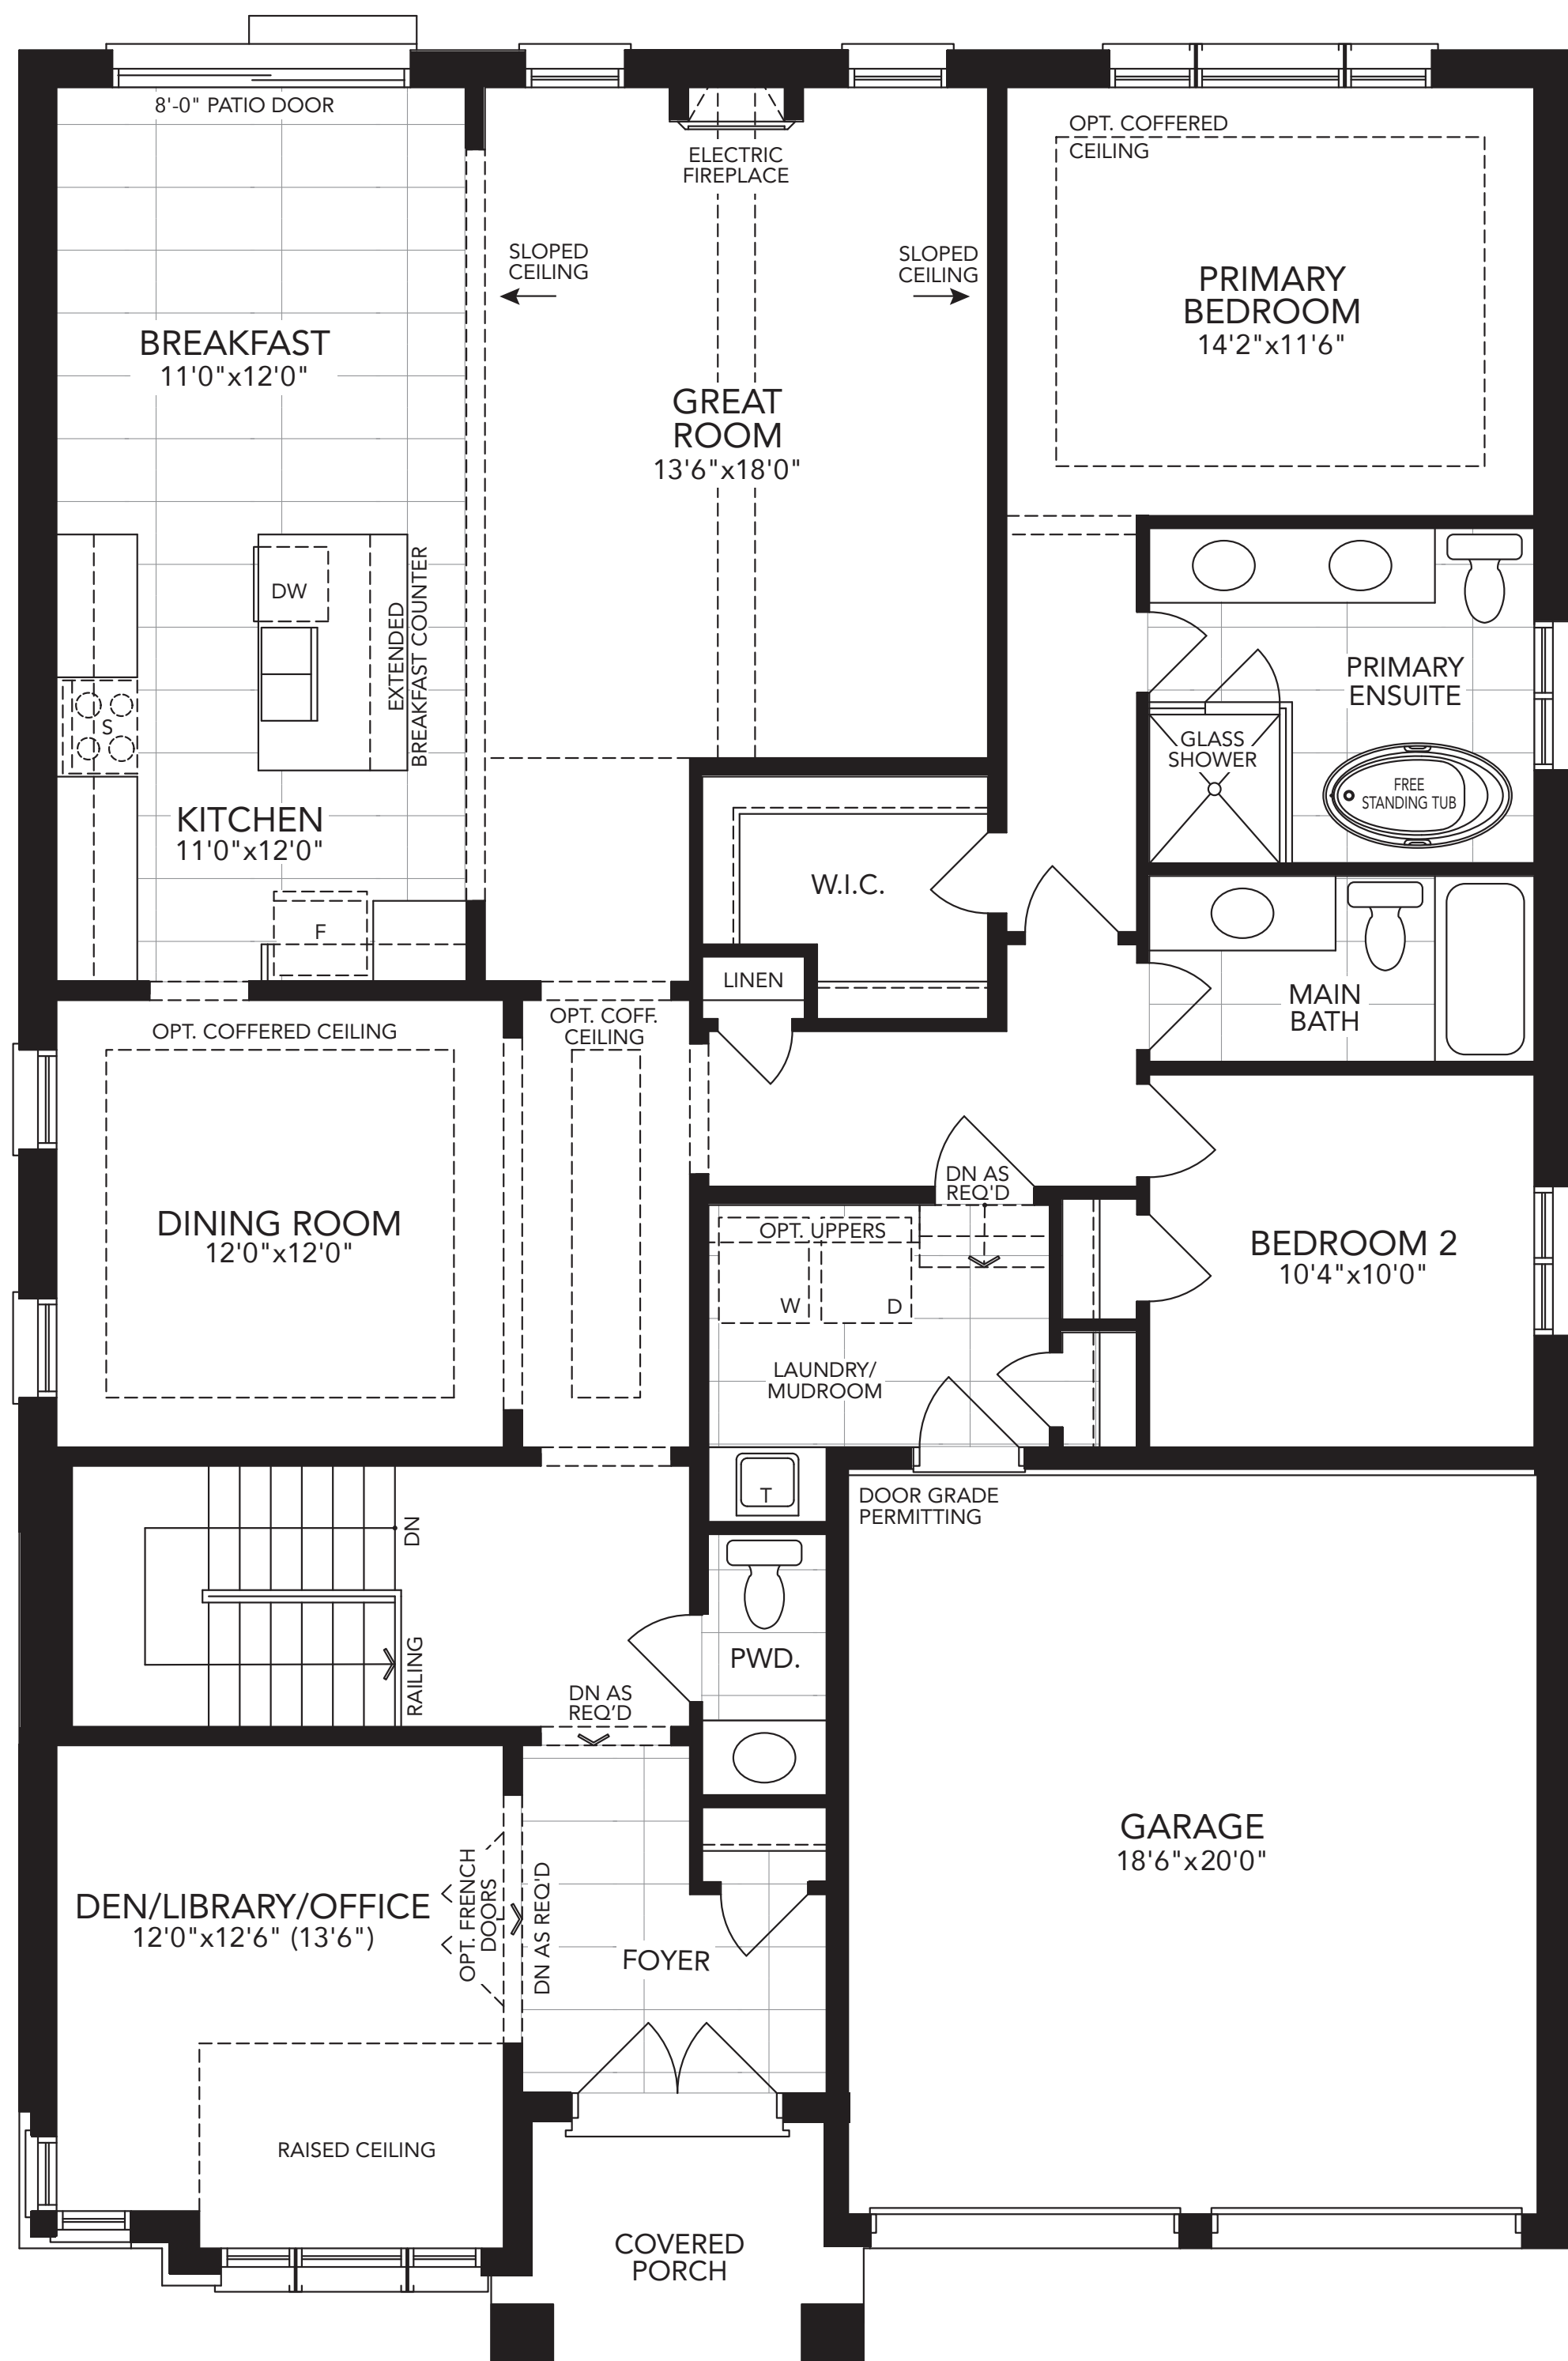 8'-0" PATIO DOOR
OPT. COFFERED
CEILING
ELECTRIC
FIREPLACE
SLOPED
CEILING
SLOPED
CEILING
PRIMARY
BEDROOM
14'2"x11'6"
BREAKFAST
11'0"x12'0"
GREAT
ROOM
13'6"x18'0"
DW
EXTENDED
BREAKFAST COUNTER
S
PRIMARY
ENSUITE
GLASS
SHOWER
FREE
STANDING TUB
KITCHEN
11'0"x12'0"
W.I.C.
F
LINEN
MAIN
BATH
OPT. COFFERED CEILING
OPT. COFF.
CEILING
DINING ROOM
12'0"x12'0"
DN AS
REQ'D
OPT. UPPERS
W
D
BEDROOM 2
10'4"x10'0"
LAUNDRY/
MUDROOM
T
DOOR GRADE
PERMITTING
DN
RAILING
PWD.
DN AS
REQ'D
GARAGE
18'6"x20'0"
DEN/LIBRARY/OFFICE
12'0"x12'6" (13'6")
OPT. FRENCH
DOORS
DN AS REQ'D
FOYER
RAISED CEILING
COVERED
PORCH